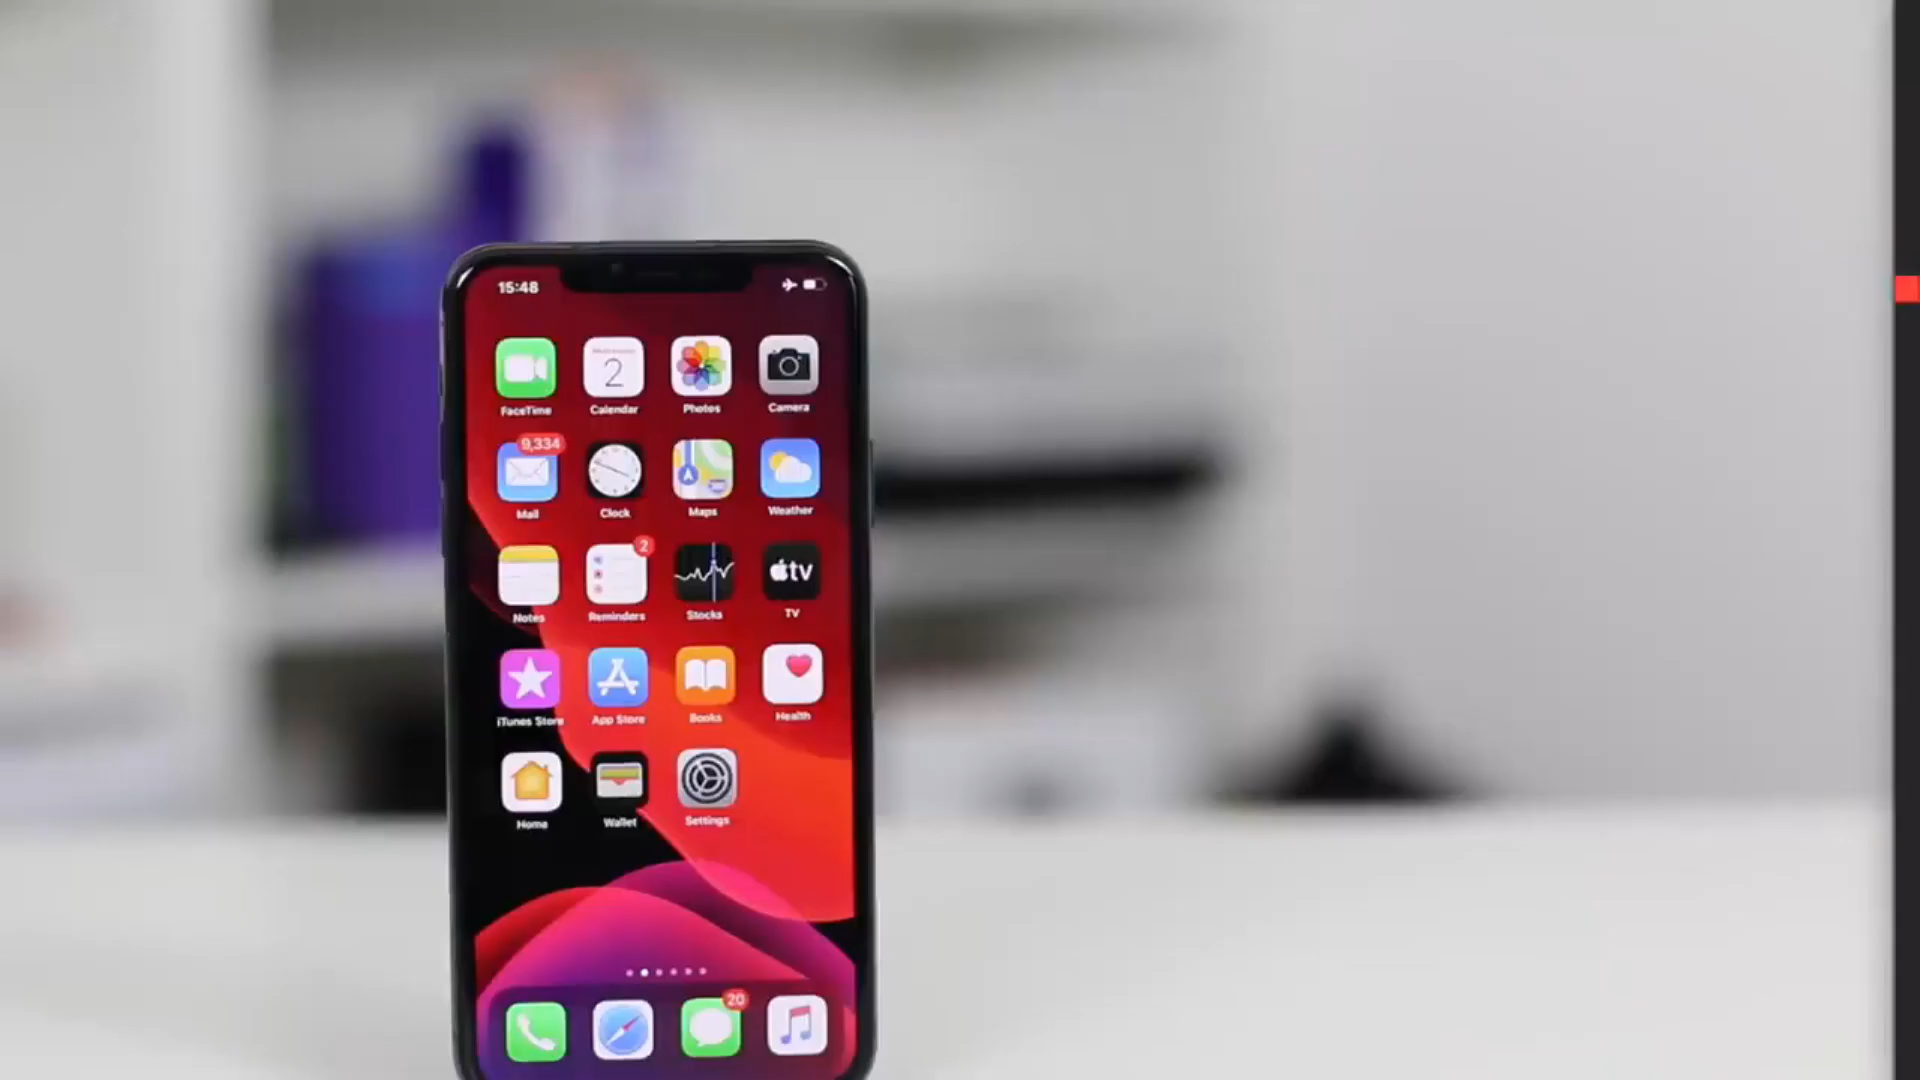 15:48
2
FaceTime Calendar Photos Camera
9,334
Mail Clock Maps Weather
2
tv
Notes Reminders Stocks TV
iTunes Store App Store Books Health
Home Wallet Settings
20